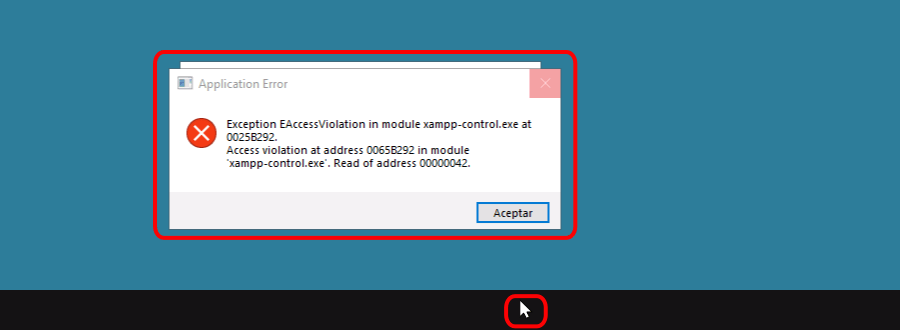 Application Error
Exception EAccessViolation in module xampp-control.exe at
0025B292.
Access violation at address 0065B292 in module
'xampp-control.exe'. Read of address 00000042.
Aceptar